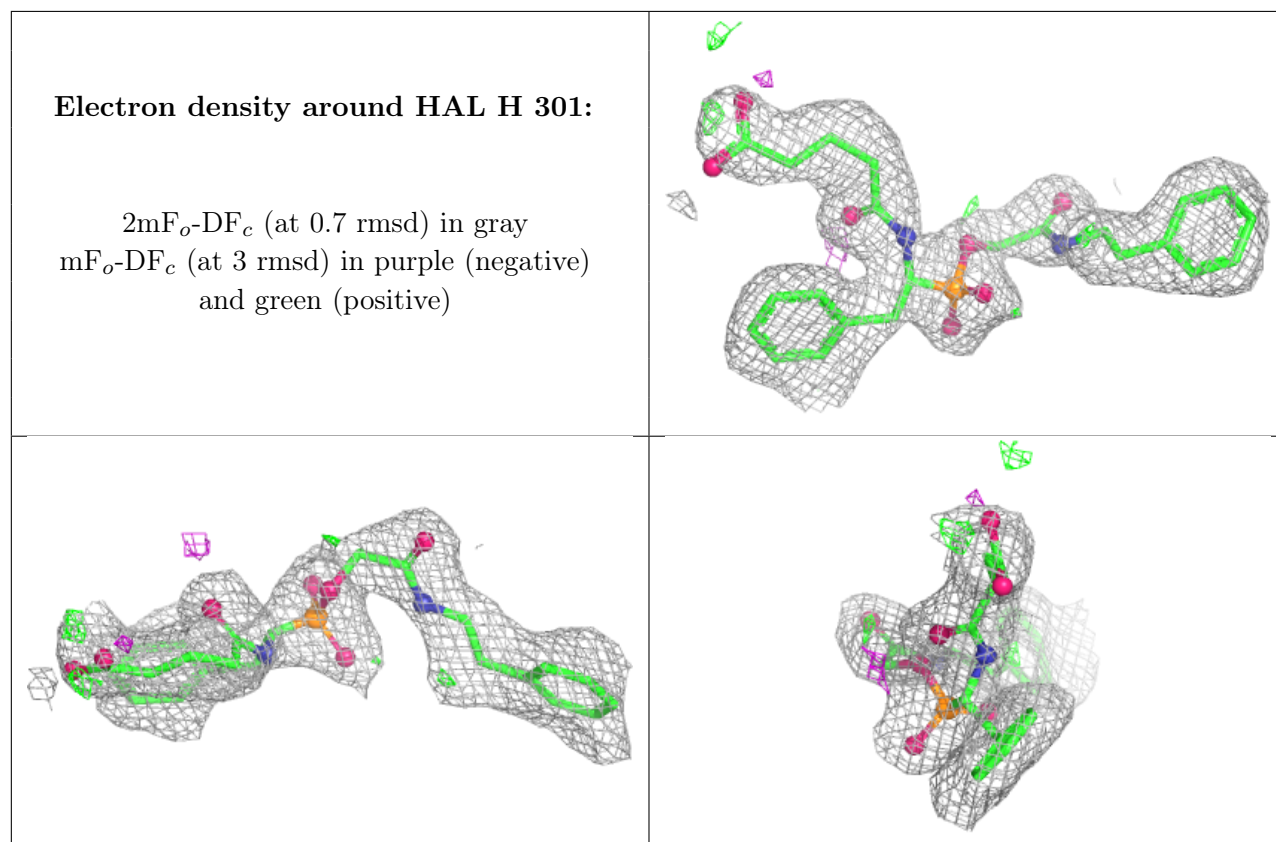 Electron density around HAL H 301:
2mFₒ-DF𝒸 (at 0.7 rmsd) in gray
mFₒ-DF𝒸 (at 3 rmsd) in purple (negative)
and green (positive)